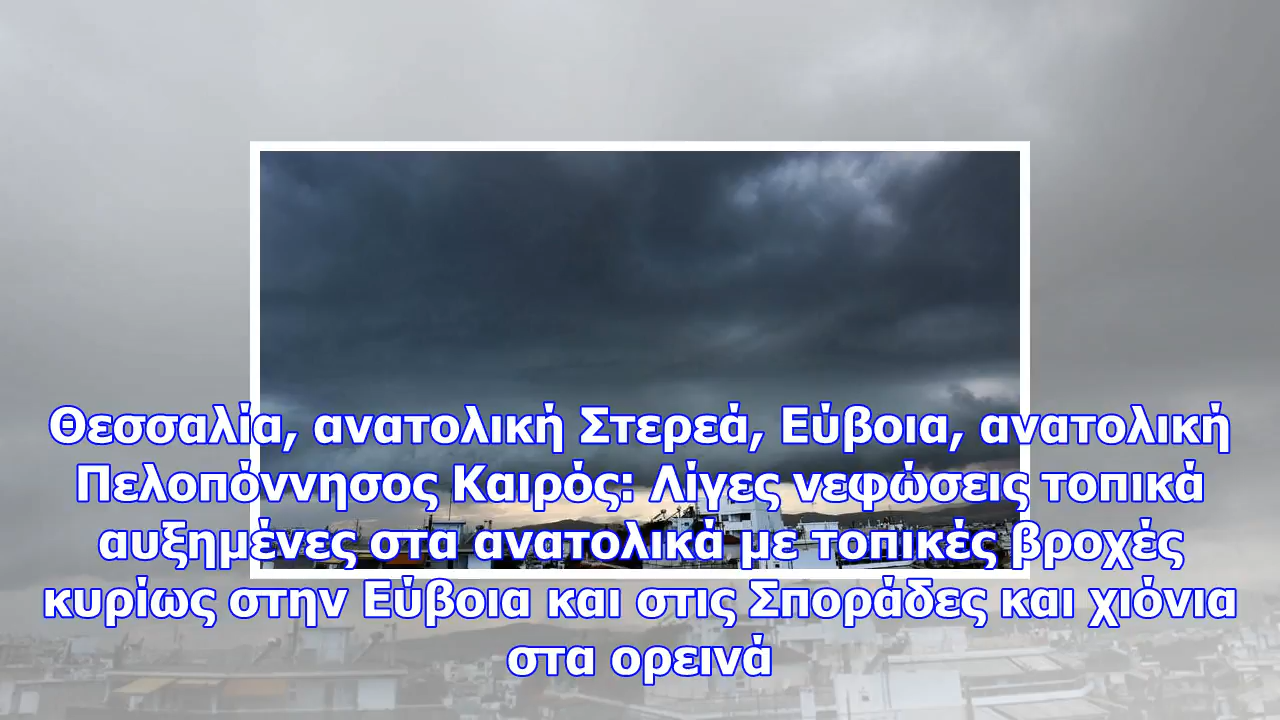 Θεσσαλία, ανατολική Στερεά, Εύβοια, ανατολική
Πελοπόννησος Καιρός: Λίγες νεφώσεις τοπικά
αυξημένες στα ανατολικά με τοπικές βροχές
κυρίως στην Εύβοια και στις Σποράδες και χιόνια
στα ορεινά